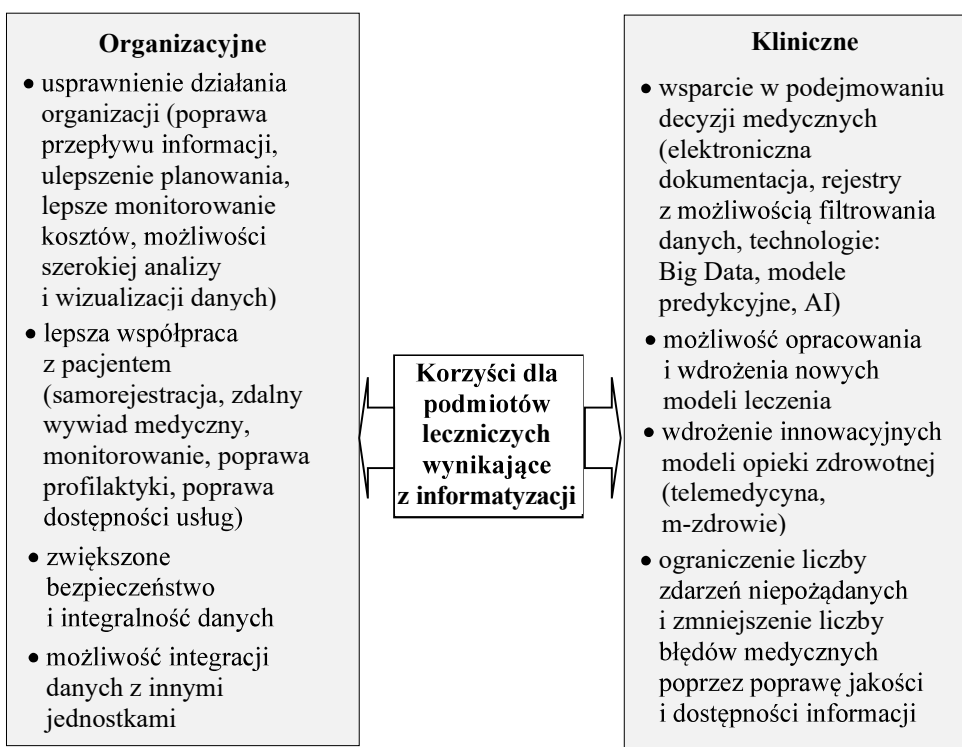 Organizacyjne
• usprawnienie działania
organizacji (poprawa
przepływu informacji,
ulepszenie planowania,
lepsze monitorowanie
kosztów, możliwości
szerokiej analizy
i wizualizacji danych)
• lepsza współpraca
z pacjentem
(samorejestracja, zdalny
wywiad medyczny,
monitorowanie, poprawa
profilaktyki, poprawa
dostępności usług)
• zwiększone
bezpieczeństwo
i integralność danych
• możliwość integracji
danych z innymi
jednostkami
Korzyści dla
podmiotów
leczniczych
wynikające
z informatyzacji
Kliniczne
• wsparcie w podejmowaniu
decyzji medycznych
(elektroniczna
dokumentacja, rejestry
z możliwością filtrowania
danych, technologie:
Big Data, modele
predykcyjne, AI)
• możliwość opracowania
i wdrożenia nowych
modeli leczenia
• wdrożenie innowacyjnych
modeli opieki zdrowotnej
(telemedycyna,
m-zdrowie)
• ograniczenie liczby
zdarzeń niepożądanych
i zmniejszenie liczby
błędów medycznych
poprzez poprawę jakości
i dostępności informacji